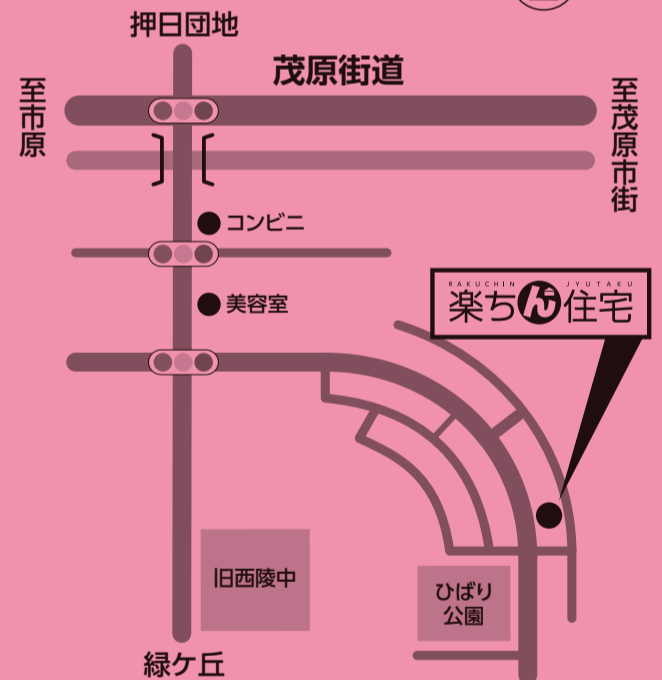 押日団地
茂原街道
至市原
至茂原市街
コンビニ
美容室
RAKUCHIN JYUTAKU
楽ちん住宅
旧西陵中
ひばり
公園
緑ケ丘